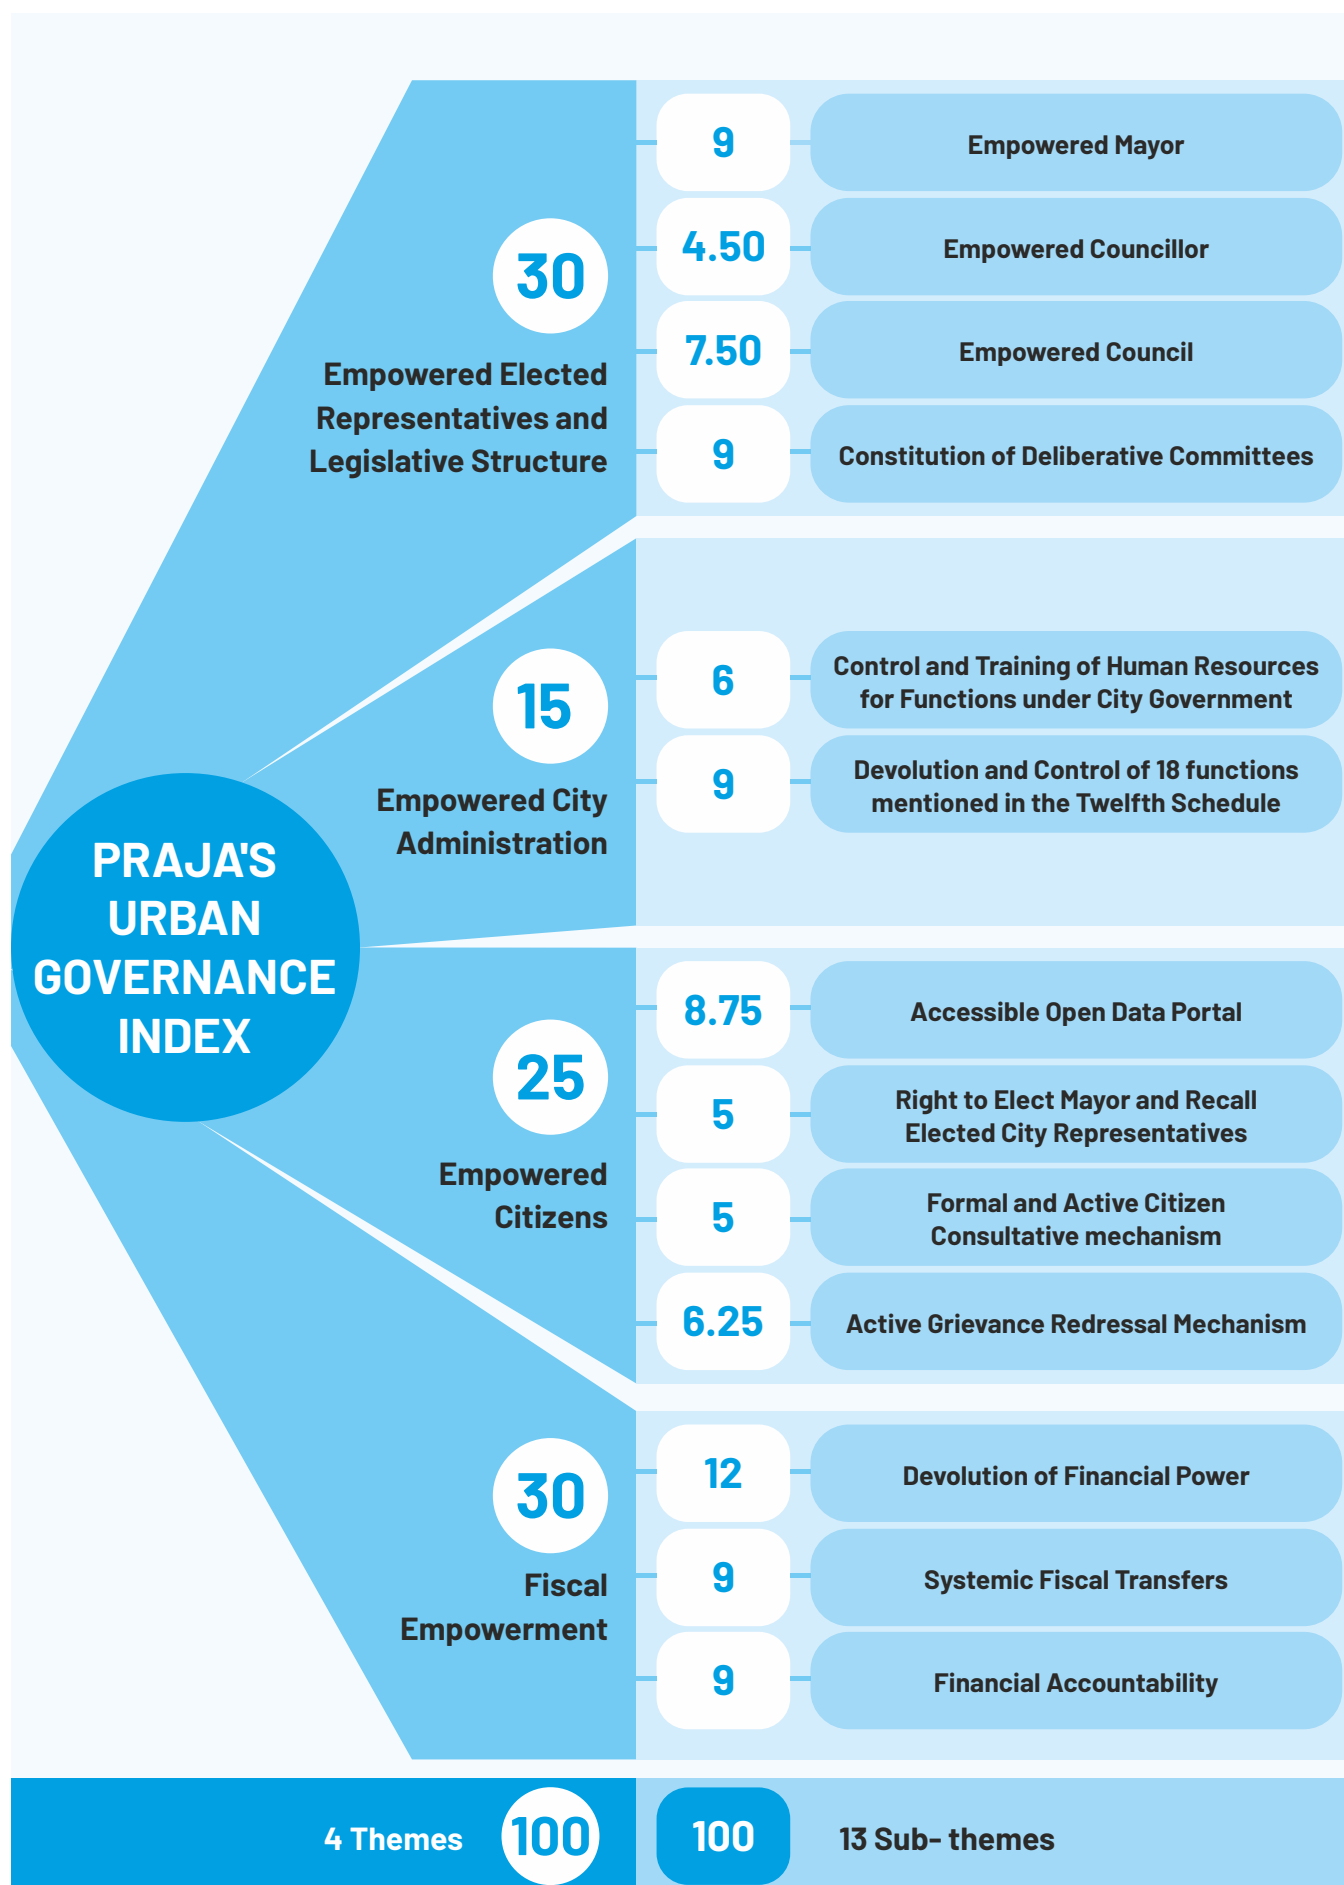 PRAJA'S
URBAN
GOVERNANCE
INDEX
30
Empowered Elected
Representatives and
Legislative Structure
9
Empowered Mayor
4.50
Empowered Councillor
7.50
Empowered Council
9
Constitution of Deliberative Committees
15
Empowered City
Administration
6
Control and Training of Human Resources
for Functions under City Government
9
Devolution and Control of 18 functions
mentioned in the Twelfth Schedule
25
Empowered
Citizens
8.75
Accessible Open Data Portal
5
Right to Elect Mayor and Recall
Elected City Representatives
5
Formal and Active Citizen
Consultative mechanism
6.25
Active Grievance Redressal Mechanism
30
Fiscal
Empowerment
12
Devolution of Financial Power
9
Systemic Fiscal Transfers
9
Financial Accountability
4 Themes 100 100 13 Sub- themes